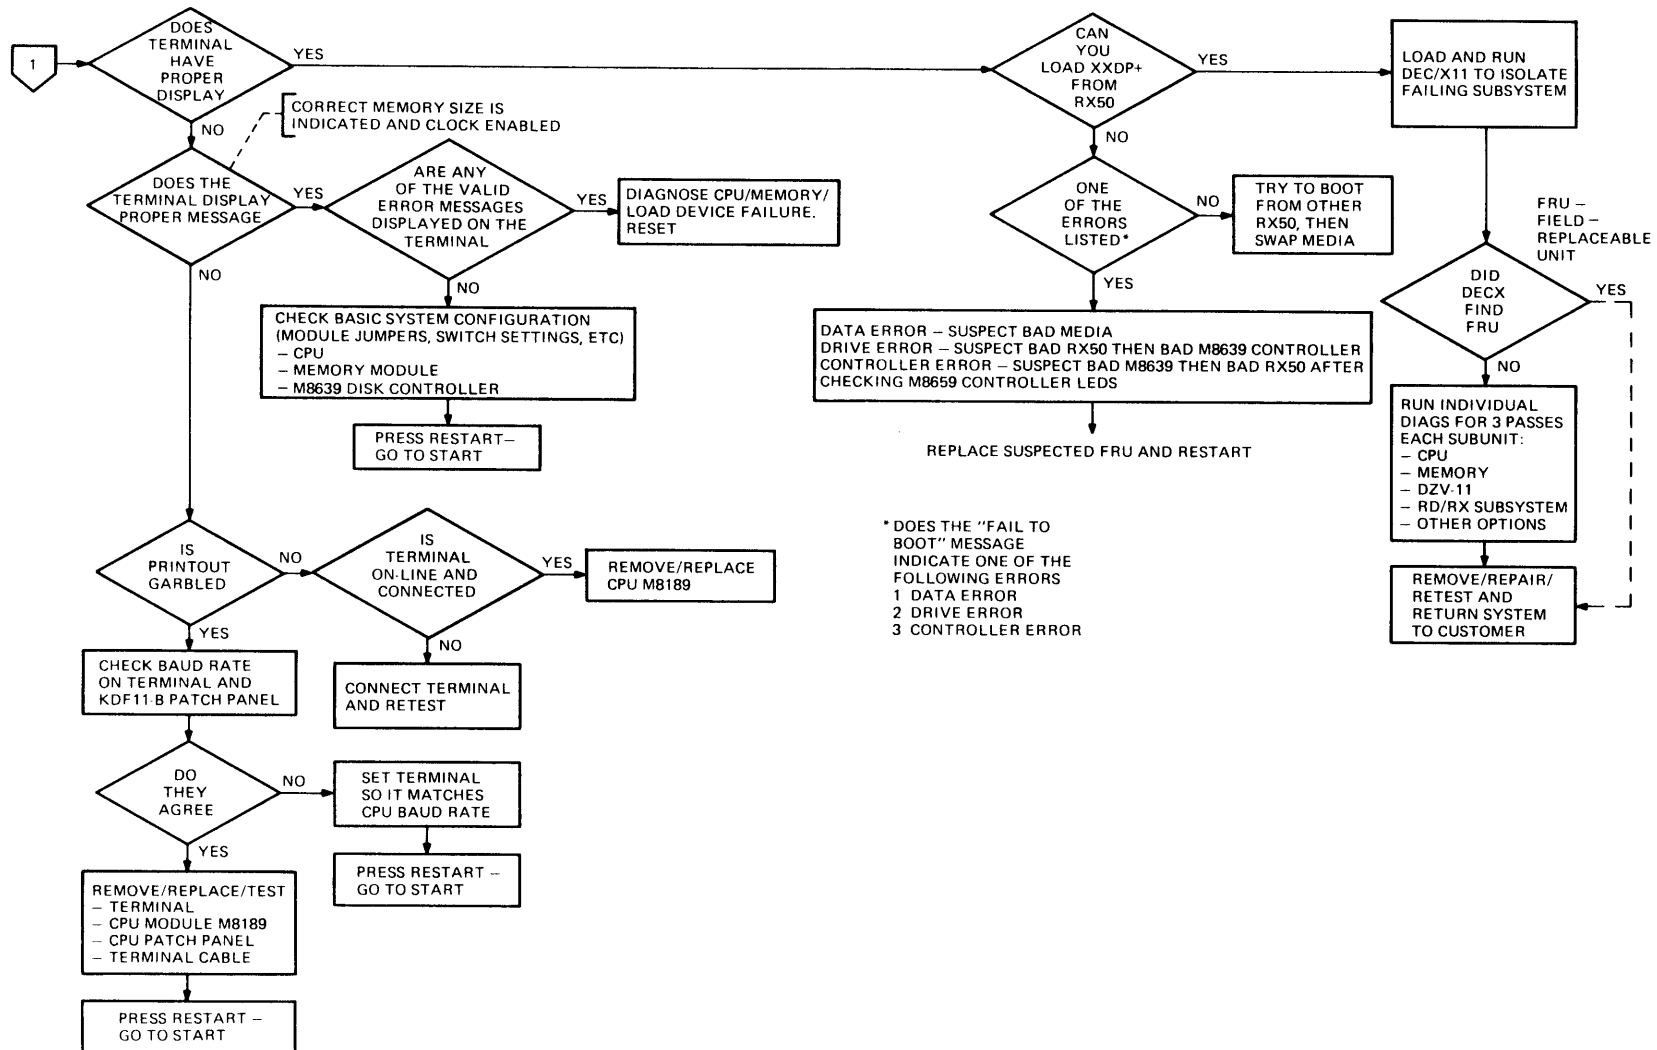 1
DOES
TERMINAL
HAVE
PROPER
DISPLAY
YES
NO
CORRECT MEMORY SIZE IS
INDICATED AND CLOCK ENABLED
DOES THE
TERMINAL DISPLAY
PROPER MESSAGE
YES
NO
ARE ANY
OF THE VALID
ERROR MESSAGES
DISPLAYED ON THE
TERMINAL
YES
DIAGNOSE CPU/MEMORY/
LOAD DEVICE FAILURE.
RESET
NO
CHECK BASIC SYSTEM CONFIGURATION
(MODULE JUMPERS, SWITCH SETTINGS, ETC)
– CPU
– MEMORY MODULE
– M8639 DISK CONTROLLER
PRESS RESTART–
GO TO START
IS
PRINTOUT
GARBLED
NO
IS
TERMINAL
ON-LINE AND
CONNECTED
YES
REMOVE/REPLACE
CPU M8189
NO
CONNECT TERMINAL
AND RETEST
YES
CHECK BAUD RATE
ON TERMINAL AND
KDF11-B PATCH PANEL
DO
THEY
AGREE
NO
SET TERMINAL
SO IT MATCHES
CPU BAUD RATE
PRESS RESTART –
GO TO START
YES
REMOVE/REPLACE/TEST
– TERMINAL
– CPU MODULE M8189
– CPU PATCH PANEL
– TERMINAL CABLE
PRESS RESTART –
GO TO START
CAN
YOU
LOAD XXDP+
FROM
RX50
YES
NO
ONE
OF THE
ERRORS
LISTED*
NO
TRY TO BOOT
FROM OTHER
RX50, THEN
SWAP MEDIA
YES
DATA ERROR – SUSPECT BAD MEDIA
DRIVE ERROR – SUSPECT BAD RX50 THEN BAD M8639 CONTROLLER
CONTROLLER ERROR – SUSPECT BAD M8639 THEN BAD RX50 AFTER
CHECKING M8659 CONTROLLER LEDS
REPLACE SUSPECTED FRU AND RESTART
* DOES THE "FAIL TO
BOOT" MESSAGE
INDICATE ONE OF THE
FOLLOWING ERRORS
1 DATA ERROR
2 DRIVE ERROR
3 CONTROLLER ERROR
LOAD AND RUN
DEC/X11 TO ISOLATE
FAILING SUBSYSTEM
FRU –
FIELD –
REPLACEABLE
UNIT
DID
DECX
FIND
FRU
YES
NO
RUN INDIVIDUAL
DIAGS FOR 3 PASSES
EACH SUBUNIT:
– CPU
– MEMORY
– DZV-11
– RD/RX SUBSYSTEM
– OTHER OPTIONS
REMOVE/REPAIR/
RETEST AND
RETURN SYSTEM
TO CUSTOMER